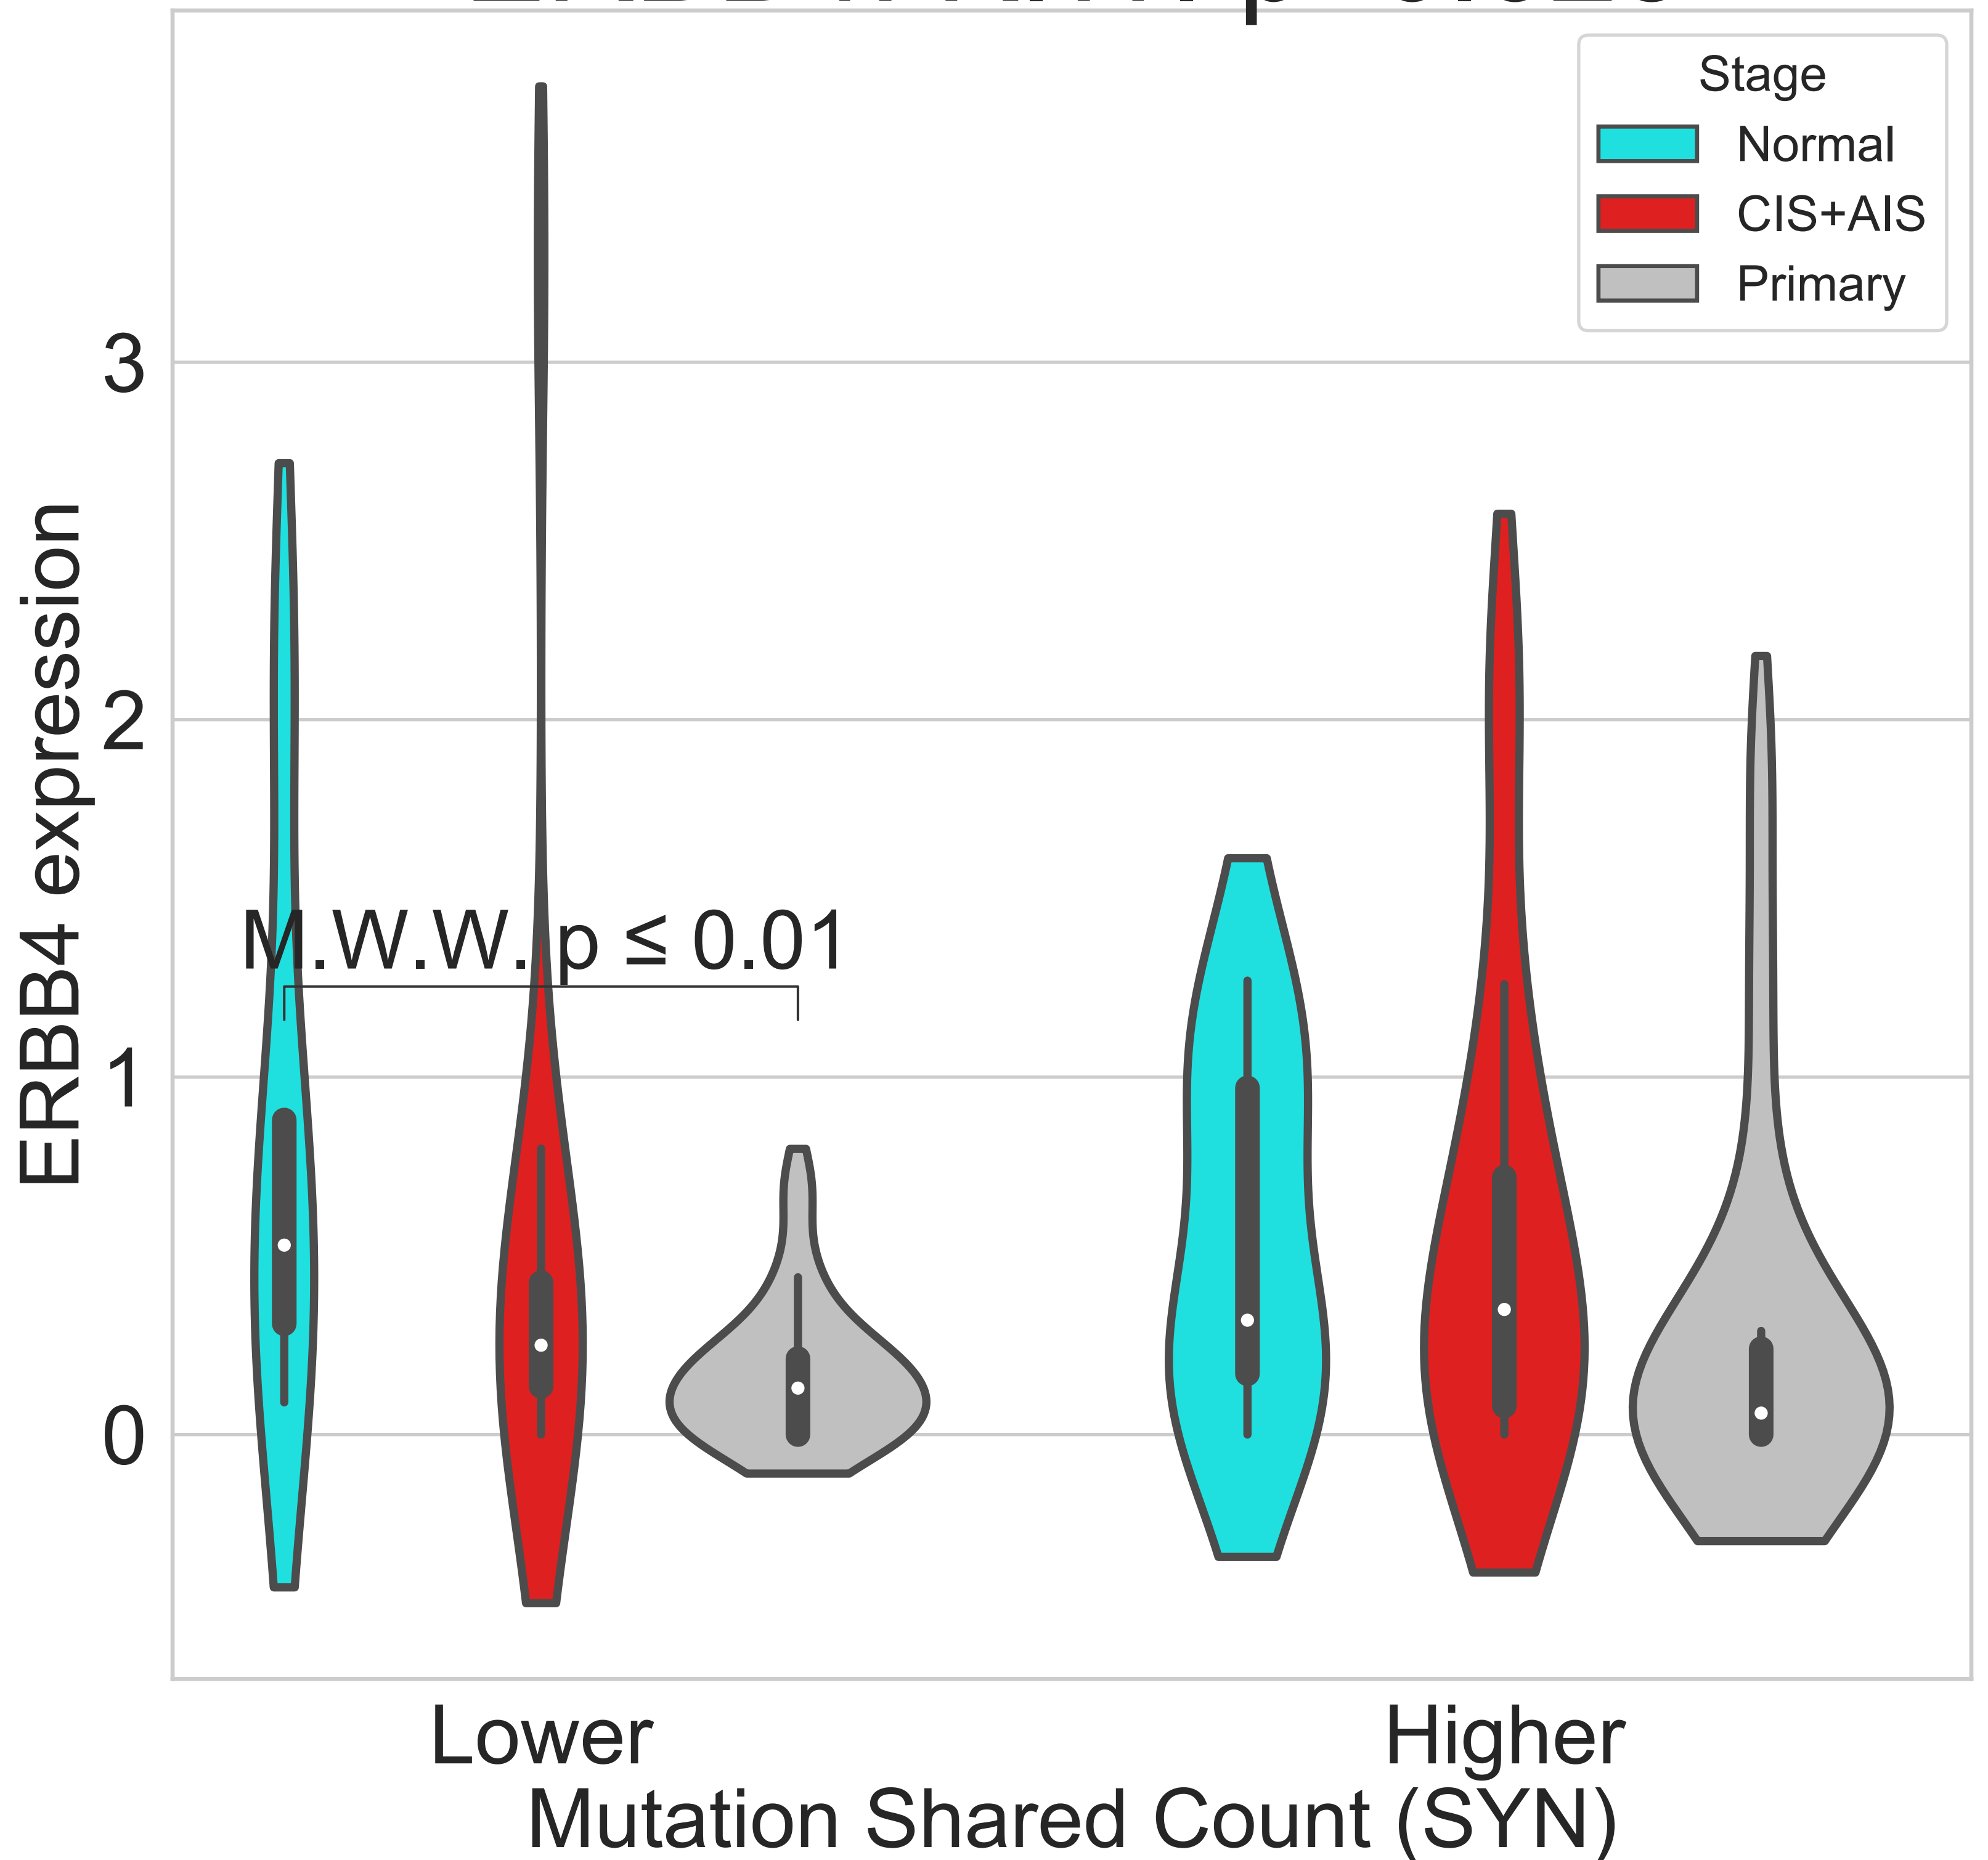 Stage
Normal
CIS+AIS
Primary
3
2
1
0
ERBB4 expression
M.W.W. p ≤ 0.01
Lower
Higher
Mutation Shared Count (SYN)